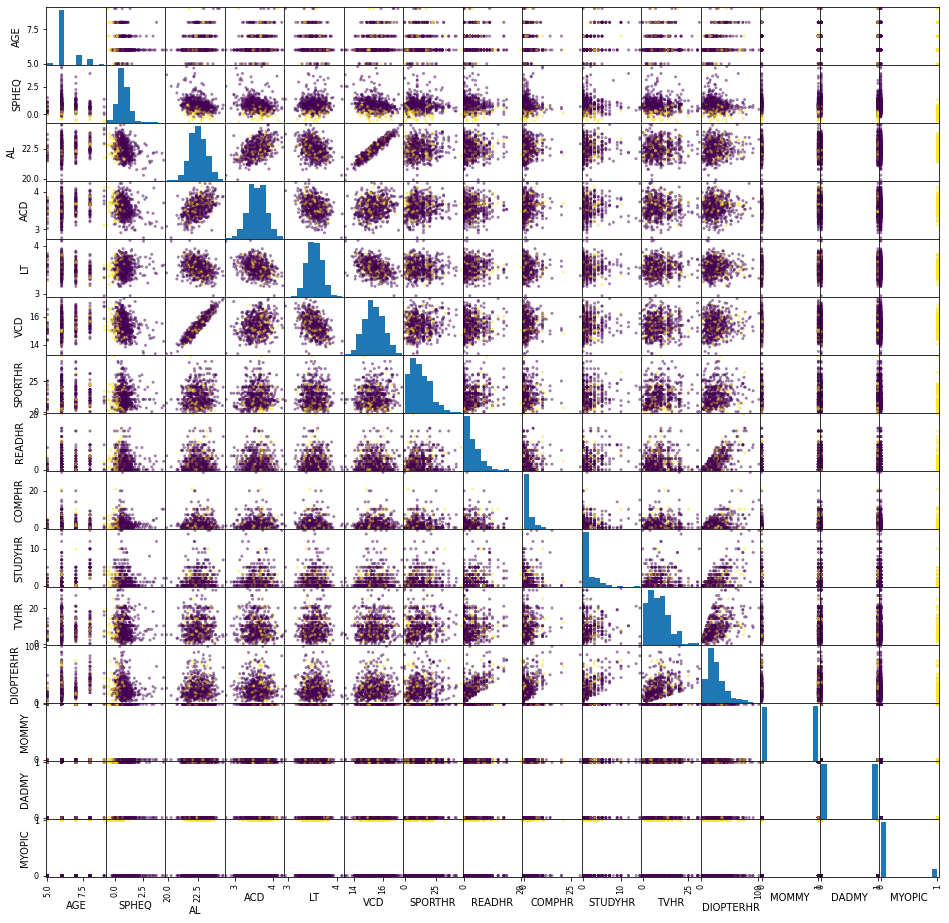 AGE
7.5
5.0
SPHEQ
2.5
0.0
AL
22.5
20.0
ACD
4
3
LT
4
3
VCD
16
14
SPORTHR
25
0
READHR
20
0
COMPHR
20
0
STUDYHR
10
0
TVHR
20
0
DIOPTERHR
100
0
MOMMY
0
DADMY
1
0
MYOPIC
1
0
5.0 7.5 0.0 2.5 20.0 22.5 3 4 3 4 14 16 0 25 0 20 0 25 0 10 0 25 0 100 0 1 0 1 0 1
AGE SPHEQ AL ACD LT VCD SPORTHR READHR COMPHR STUDYHR TVHR DIOPTERHR MOMMY DADMY MYOPIC